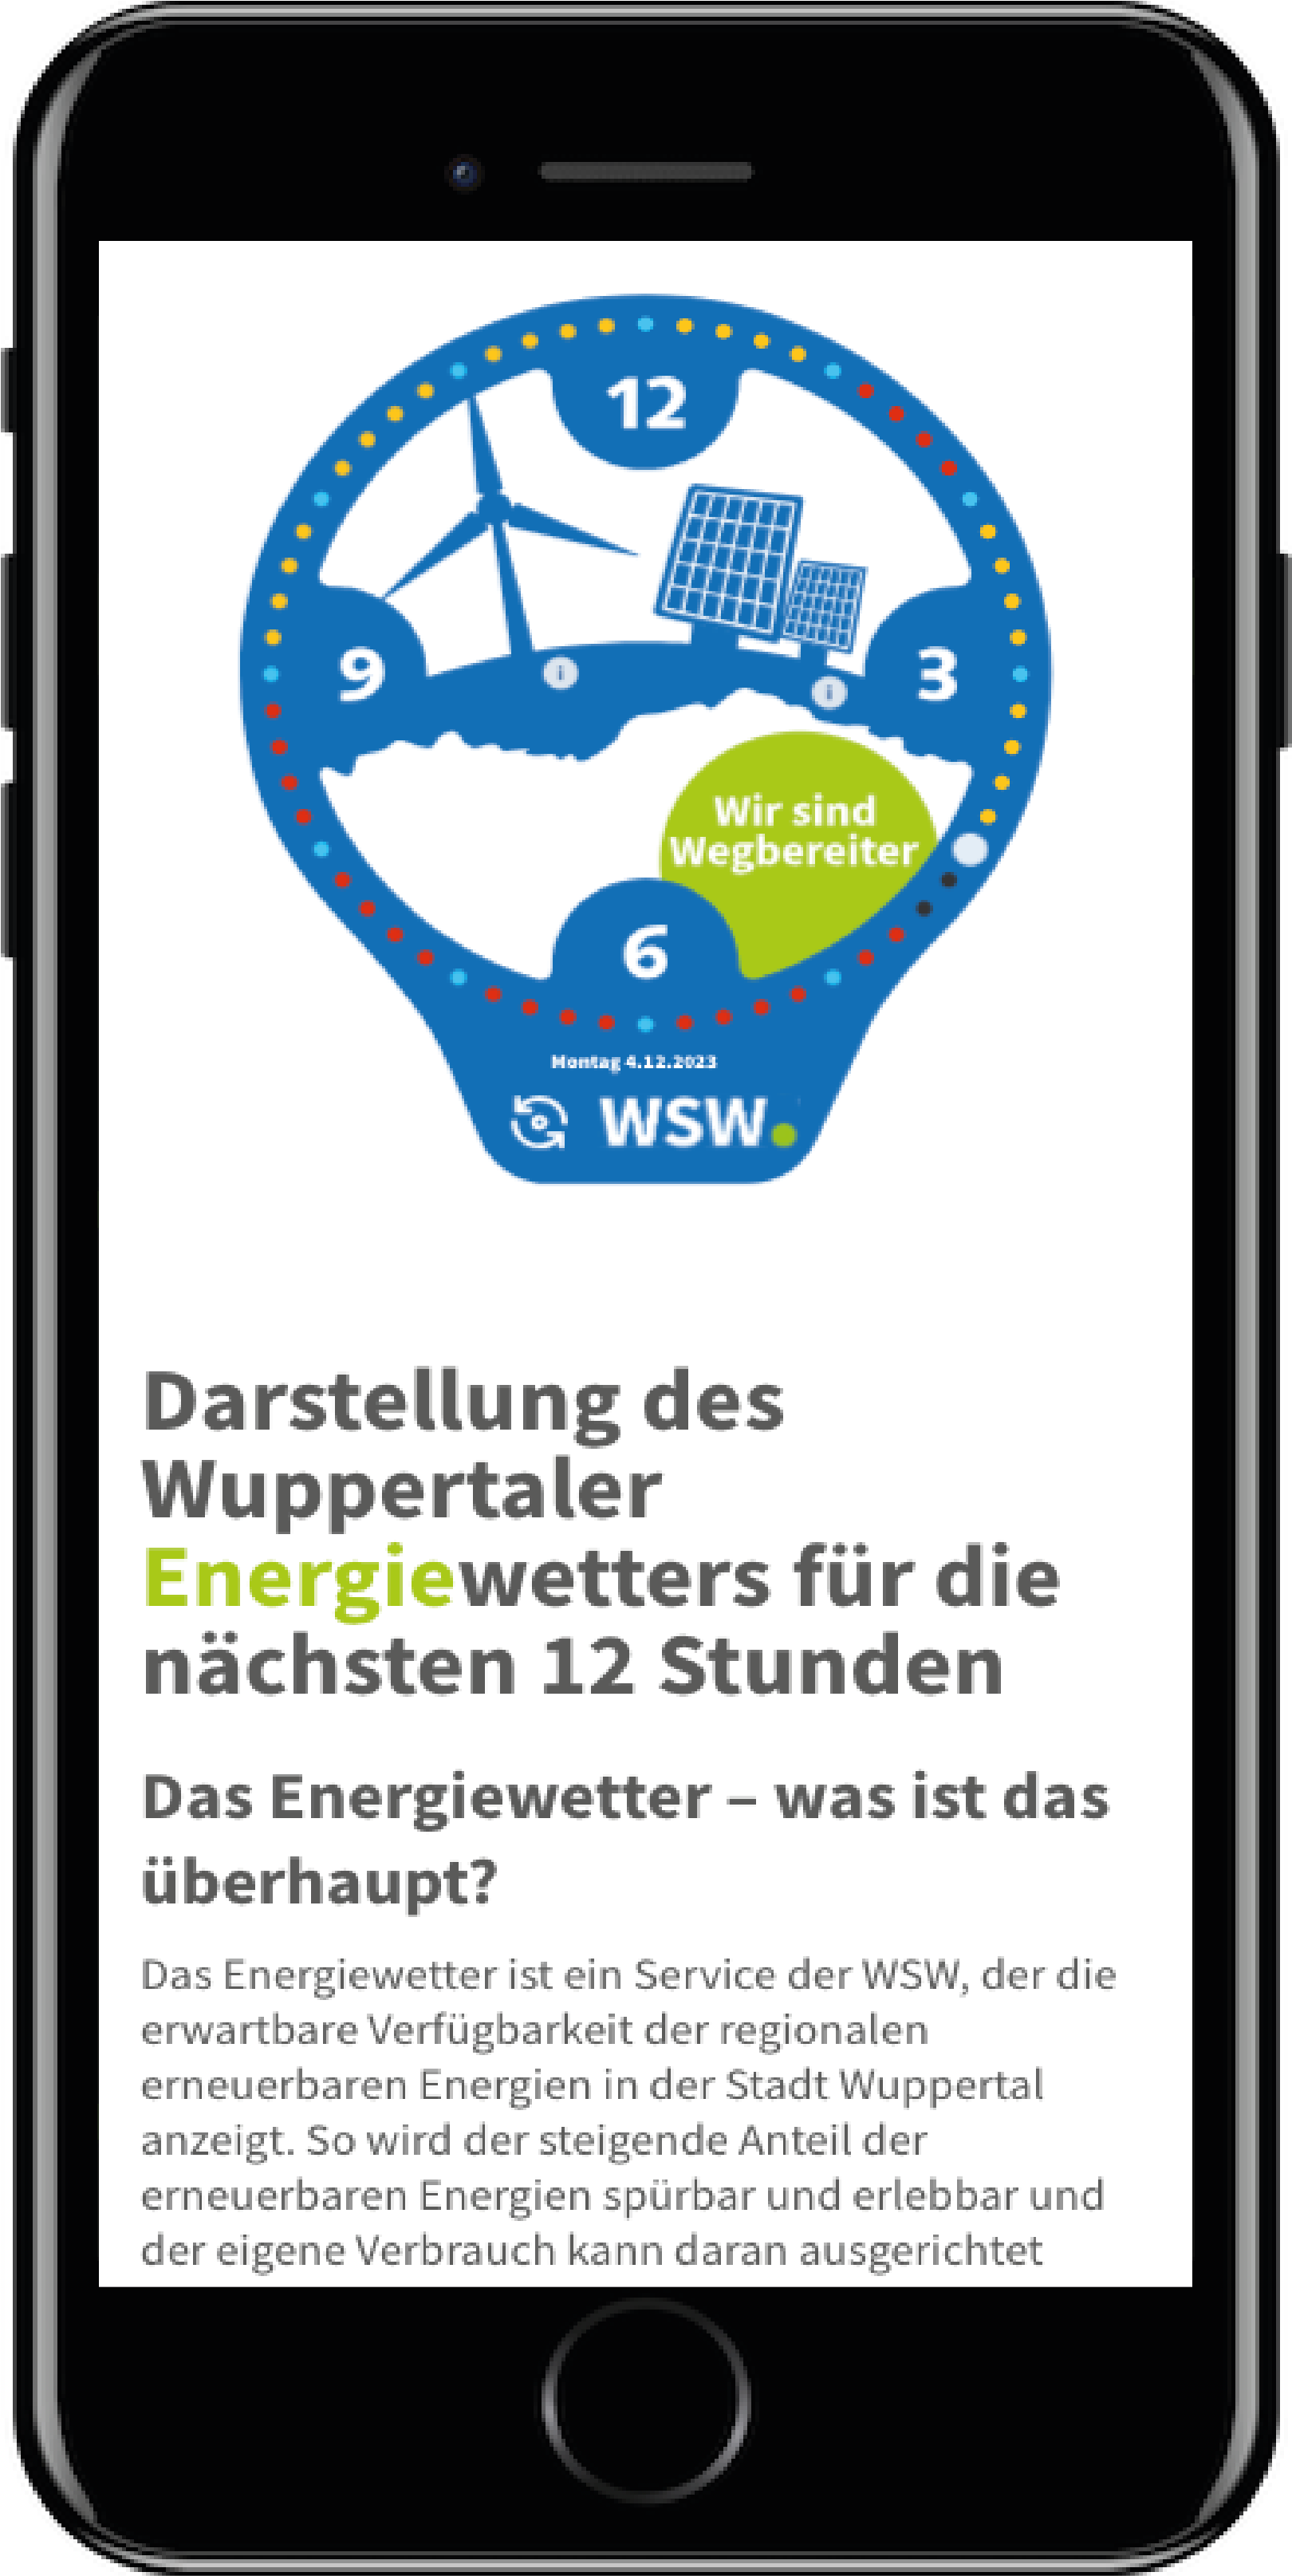 12
9
3
Wir sind
Wegbereiter
6
Montag 4.12.2023
WSW.
Darstellung des
Wuppertaler
Energiewetters für die
nächsten 12 Stunden
Das Energiewetter – was ist das
überhaupt?
Das Energiewetter ist ein Service der WSW, der die
erwartbare Verfügbarkeit der regionalen
erneuerbaren Energien in der Stadt Wuppertal
anzeigt. So wird der steigende Anteil der
erneuerbaren Energien spürbar und erlebbar und
der eigene Verbrauch kann daran ausgerichtet